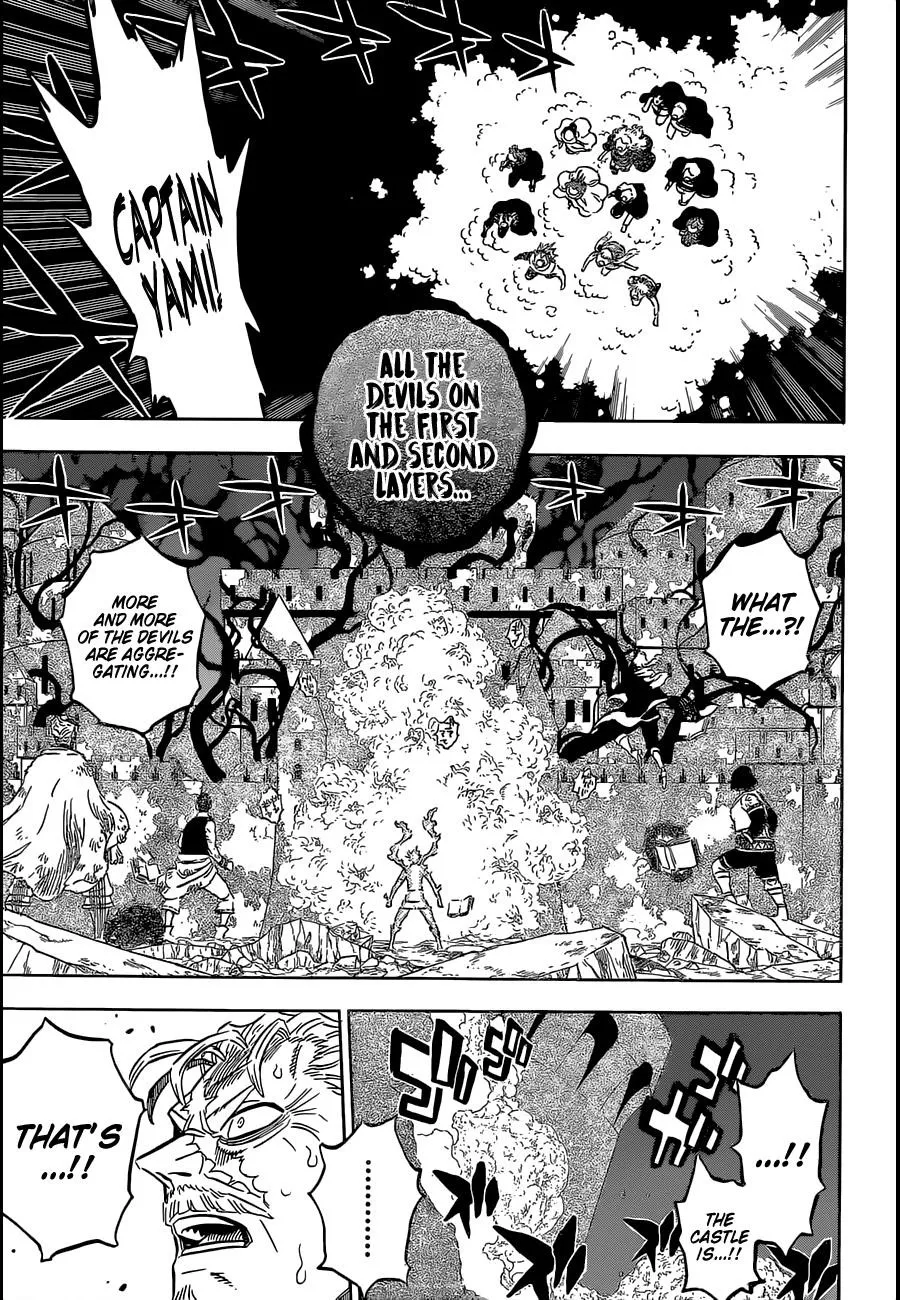 CAPTAIN
YAMI!
ALL THE
DEVILS ON
THE FIRST
AND SECOND
LAYERS...
WHAT
THE...?!
MORE
AND MORE
OF THE DEVILS
ARE AGGRE-
GATING...!!
...!!
THE
CASTLE
IS...!!
.........
THAT'S
...!!